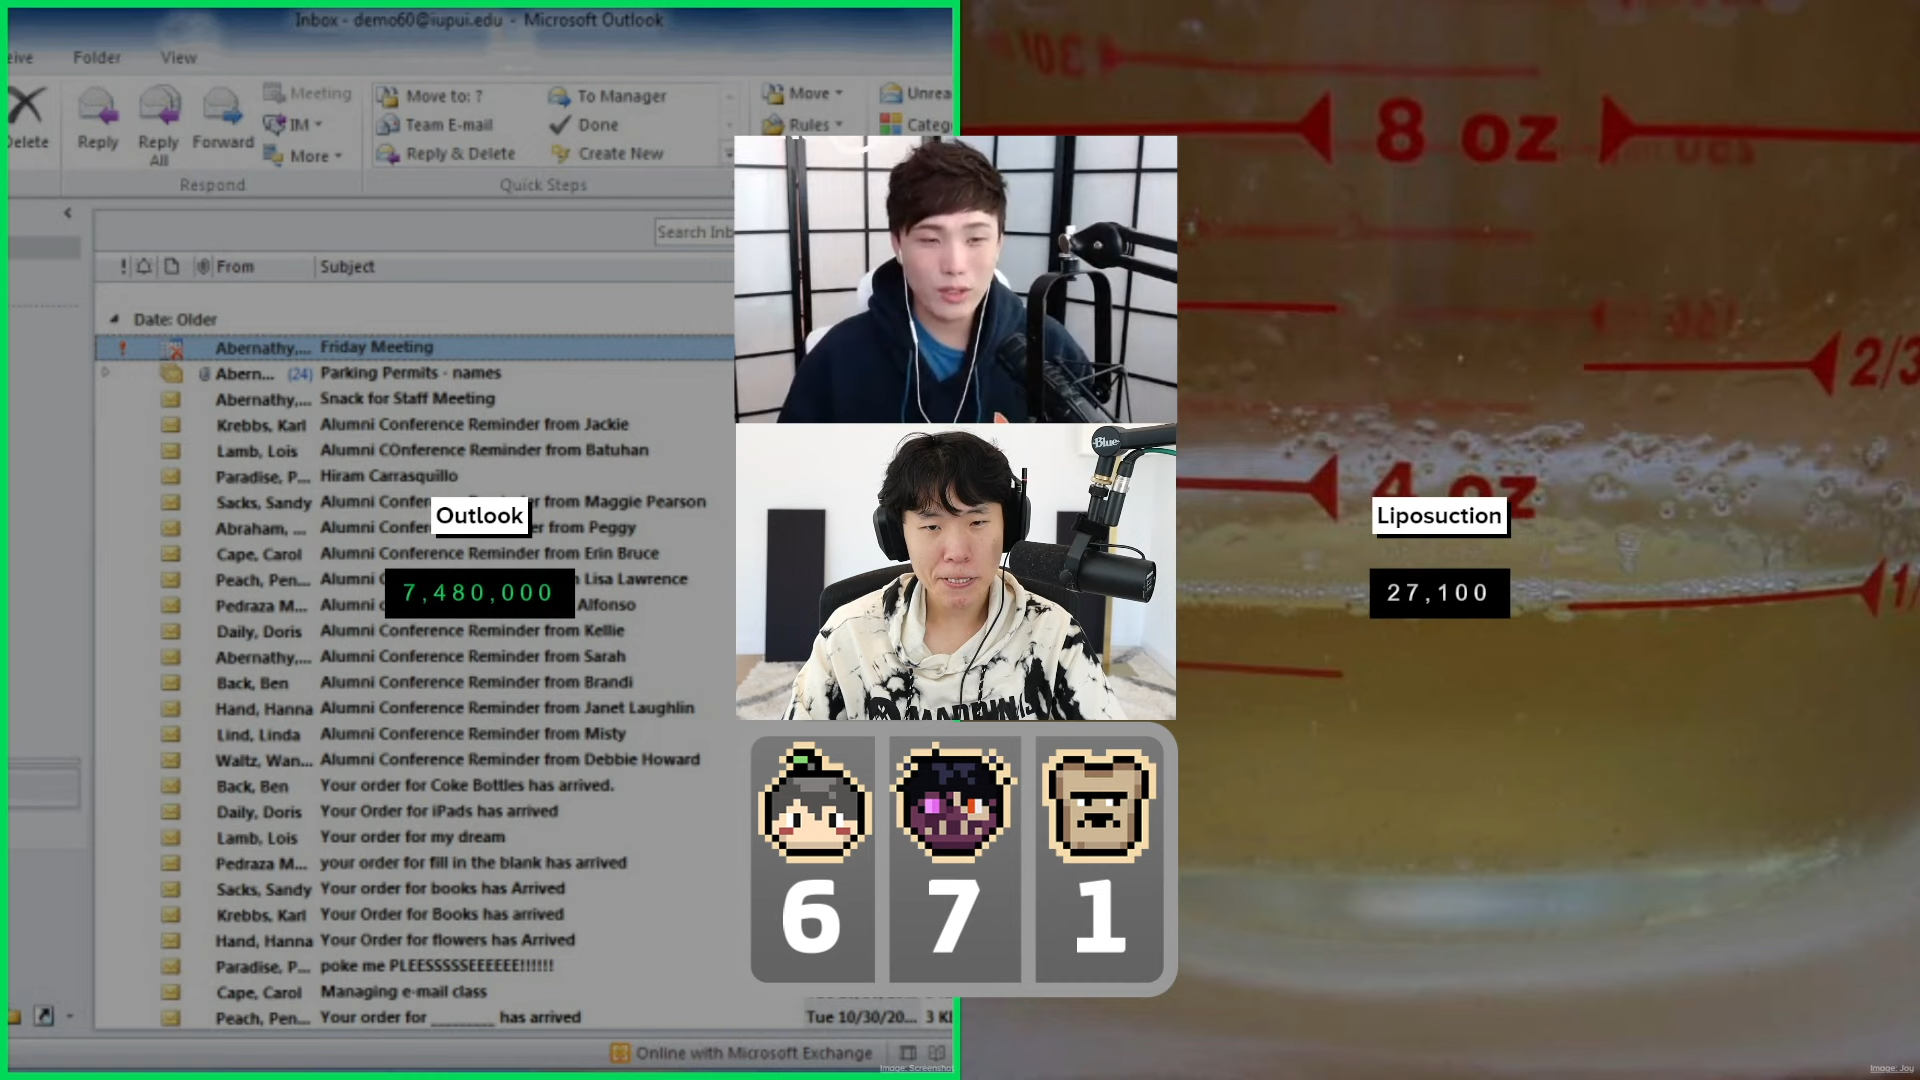 Inbox - demo60@iupui.edu - Microsoft Outlook
Folder View
Delete
Reply
Reply All
Forward
Meeting
IM
More
Respond
Move to: ?
Team E-mail
Reply & Delete
To Manager
Done
Create New
Quick Steps
Move
Rules
Search Inb
! From Subject
Date: Older
Abernathy,... Friday Meeting
Abern... (24) Parking Permits - names
Abernathy,... Snack for Staff Meeting
Krebbs, Karl Alumni Conference Reminder from Jackie
Lamb, Lois Alumni COnference Reminder from Batuhan
Paradise, P... Hiram Carrasquillo
Sacks, Sandy Alumni Confer r from Maggie Pearson
Abraham, ... Alumni Confer r from Peggy
Cape, Carol Alumni Conference Reminder from Erin Bruce
Peach, Pen... Alumni Lisa Lawrence
Pedraza M... Alumni Alfonso
Daily, Doris Alumni Conference Reminder from Kellie
Abernathy,... Alumni Conference Reminder from Sarah
Back, Ben Alumni Conference Reminder from Brandi
Hand, Hanna Alumni Conference Reminder from Janet Laughlin
Lind, Linda Alumni Conference Reminder from Misty
Waltz, Wan... Alumni Conference Reminder from Debbie Howard
Back, Ben Your order for Coke Bottles has arrived.
Daily, Doris Your Order for iPads has arrived
Lamb, Lois Your order for my dream
Pedraza M... your order for fill in the blank has arrived
Sacks, Sandy Your order for books has Arrived
Krebbs, Karl Your Order for Books has arrived
Hand, Hanna Your Order for flowers has Arrived
Paradise, P... poke me PLEESSSSSEEEEEE!!!!!!
Cape, Carol Managing e-mail class
Peach, Pen... Your order for ________ has arrived
Tue 10/30/20... 3 K
Online with Microsoft Exchange
Image: Screenshot
Outlook
7,480,000
Blue
6 7 1
8 oz
2/3
4 oz
Liposuction
27,100
Image: Joy